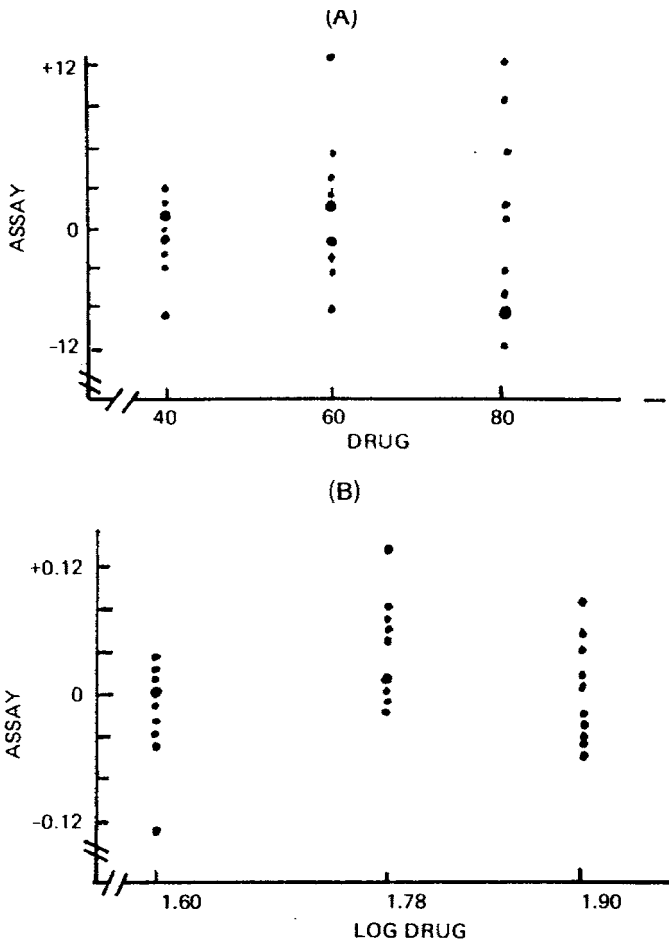 (A)
+12
0
-12
ASSAY
40
60
80
DRUG
(B)
+0.12
0
-0.12
ASSAY
1.60
1.78
1.90
LOG DRUG